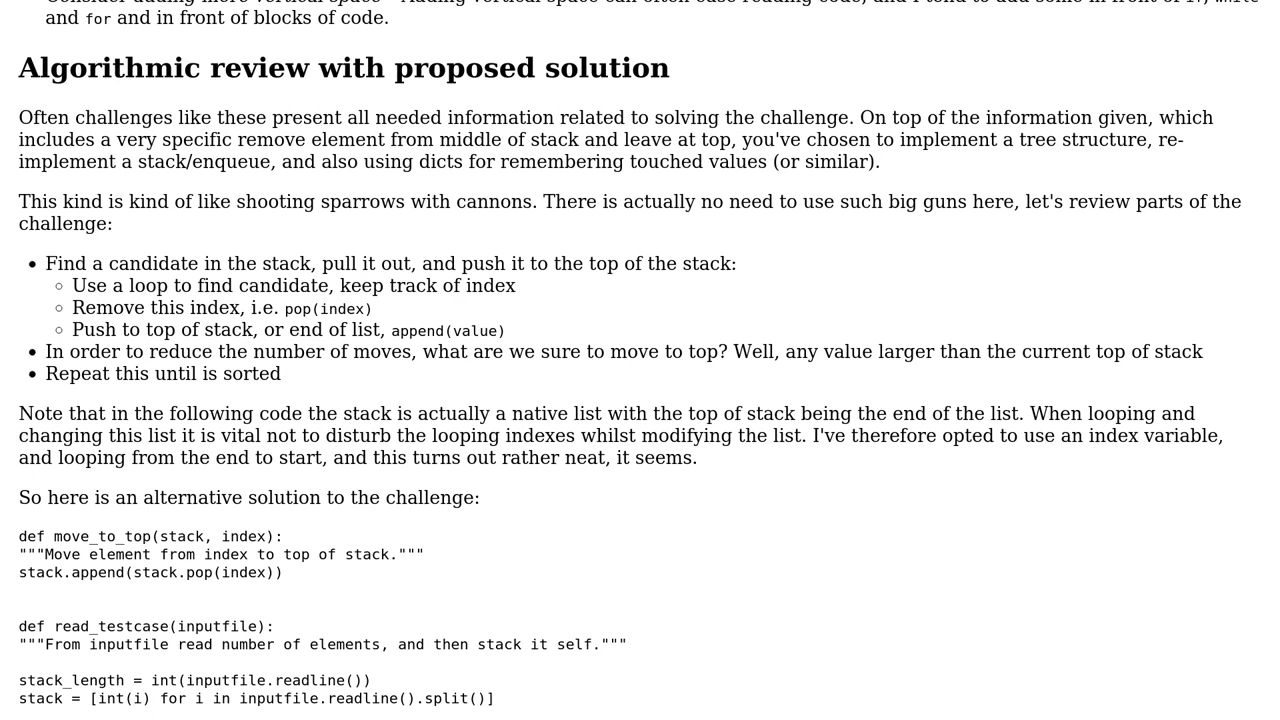 and for and in front of blocks of code.
Algorithmic review with proposed solution
Often challenges like these present all needed information related to solving the challenge. On top of the information given, which
includes a very specific remove element from middle of stack and leave at top, you've chosen to implement a tree structure, re-
implement a stack/enqueue, and also using dicts for remembering touched values (or similar).
This kind is kind of like shooting sparrows with cannons. There is actually no need to use such big guns here, let's review parts of the
challenge:
• Find a candidate in the stack, pull it out, and push it to the top of the stack:
◦ Use a loop to find candidate, keep track of index
◦ Remove this index, i.e. pop(index)
◦ Push to top of stack, or end of list, append(value)
• In order to reduce the number of moves, what are we sure to move to top? Well, any value larger than the current top of stack
• Repeat this until is sorted
Note that in the following code the stack is actually a native list with the top of stack being the end of the list. When looping and
changing this list it is vital not to disturb the looping indexes whilst modifying the list. I've therefore opted to use an index variable,
and looping from the end to start, and this turns out rather neat, it seems.
So here is an alternative solution to the challenge:
def move_to_top(stack, index):
"""Move element from index to top of stack."""
stack.append(stack.pop(index))
def read_testcase(inputfile):
"""From inputfile read number of elements, and then stack it self."""
stack_length = int(inputfile.readline())
stack = [int(i) for i in inputfile.readline().split()]